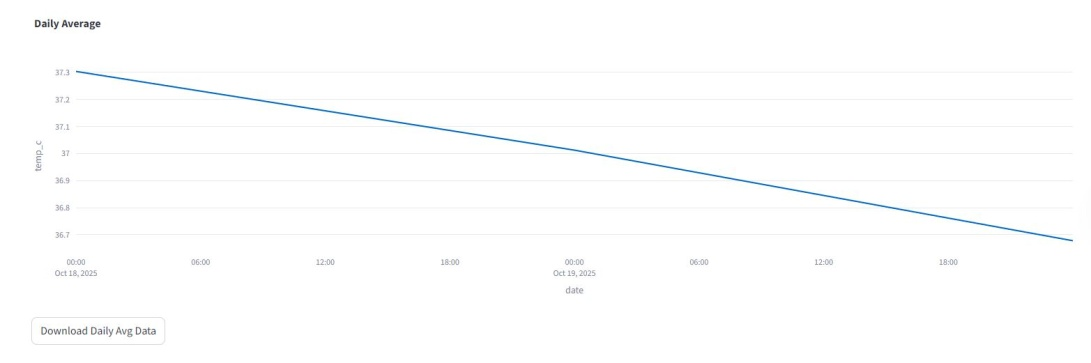 Daily Average
37.3
37.2
37.1
37
36.9
36.8
36.7
temp_c
00:00 06:00 12:00 18:00 00:00 06:00 12:00 18:00
Oct 18, 2025 Oct 19, 2025
date
Download Daily Avg Data